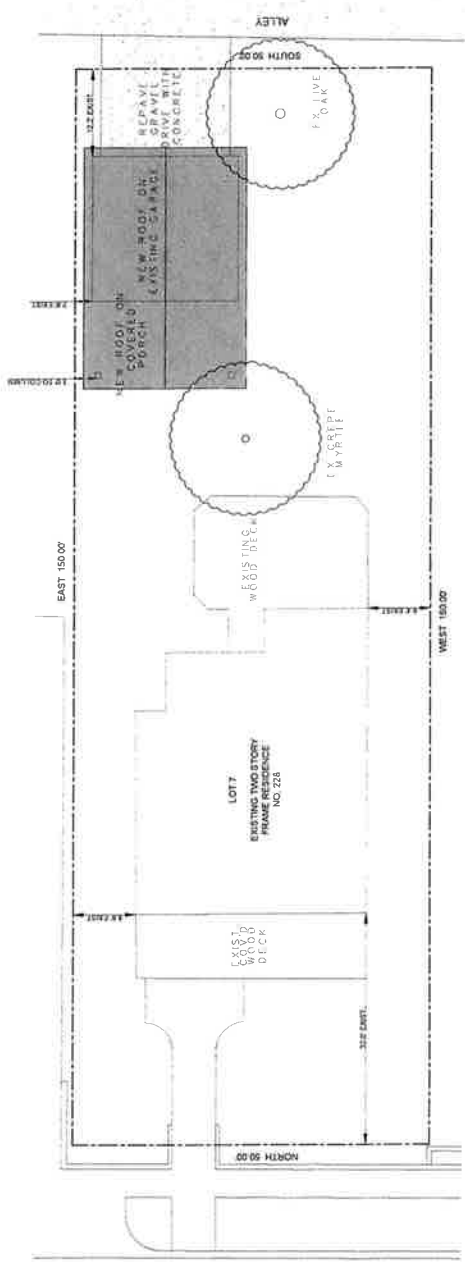 ALLEY
SOUTH 50.00'
12.2' EXIST.
REPAVE
GRAVEL
DRIVE WITH
CONCRETE
EX LIVE
OAK
NEW ROOF ON
EXISTING GARAGE
NEW ROOF ON
COVERED
PORCH
EX CREPE
MYRTLE
EAST 150.00'
EXISTING
WOOD DECK
WEST 150.00'
LOT 7
EXISTING TWO STORY
FRAME RESIDENCE
NO. 228
EXIST
COV'D
WOOD
DECK
NORTH 50.00'